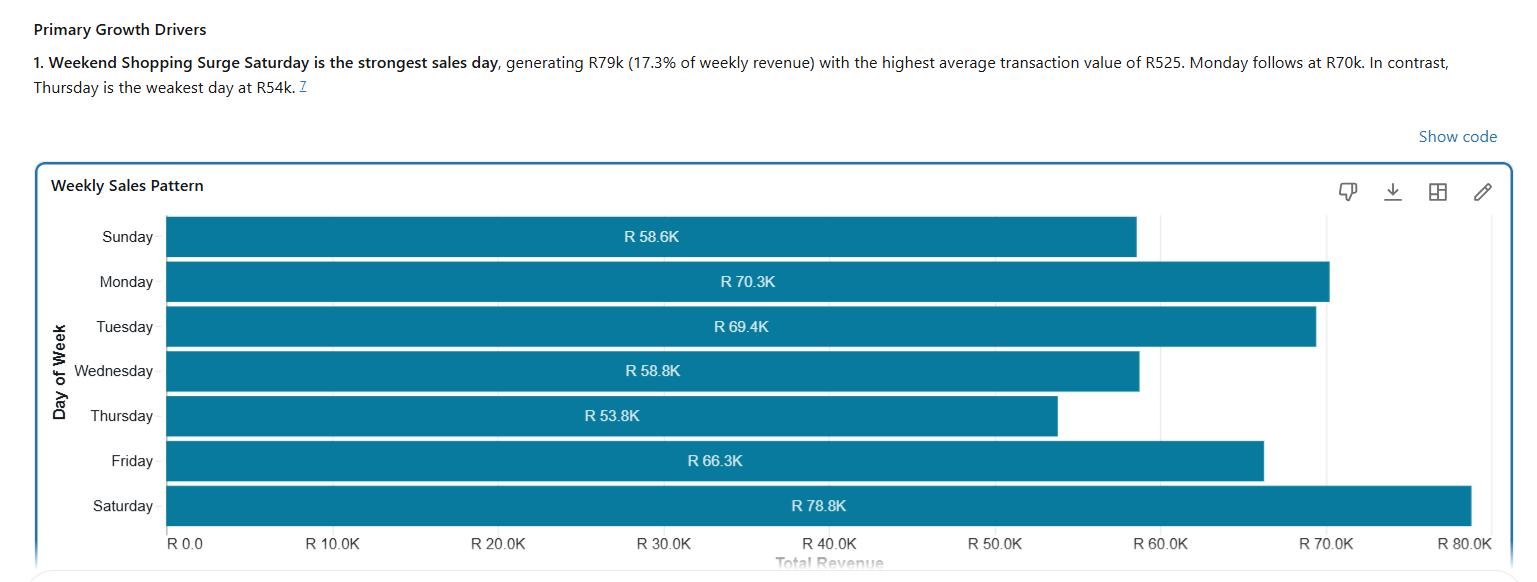 Primary Growth Drivers
1. Weekend Shopping Surge Saturday is the strongest sales day, generating R79k (17.3% of weekly revenue) with the highest average transaction value of R525. Monday follows at R70k. In contrast,
Thursday is the weakest day at R54k. 7
Show code
Weekly Sales Pattern
Day of Week
Sunday R 58.6K
Monday R 70.3K
Tuesday R 69.4K
Wednesday R 58.8K
Thursday R 53.8K
Friday R 66.3K
Saturday R 78.8K
R 0.0 R 10.0K R 20.0K R 30.0K R 40.0K R 50.0K R 60.0K R 70.0K R 80.0K
Total Revenue